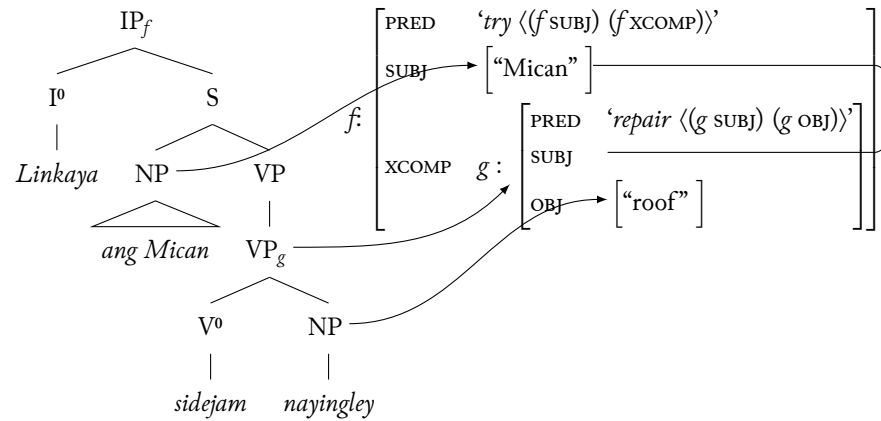 IP𝑓
I⁰ S
Linkaya NP VP
ang Mican VP𝑔
V⁰ NP
sidejam nayingley
f:
PRED ‘try ⟨(f SUBJ) (f XCOMP)⟩’
SUBJ [“Mican”]
XCOMP g :
PRED ‘repair ⟨(g SUBJ) (g OBJ)⟩’
SUBJ
OBJ [“roof”]